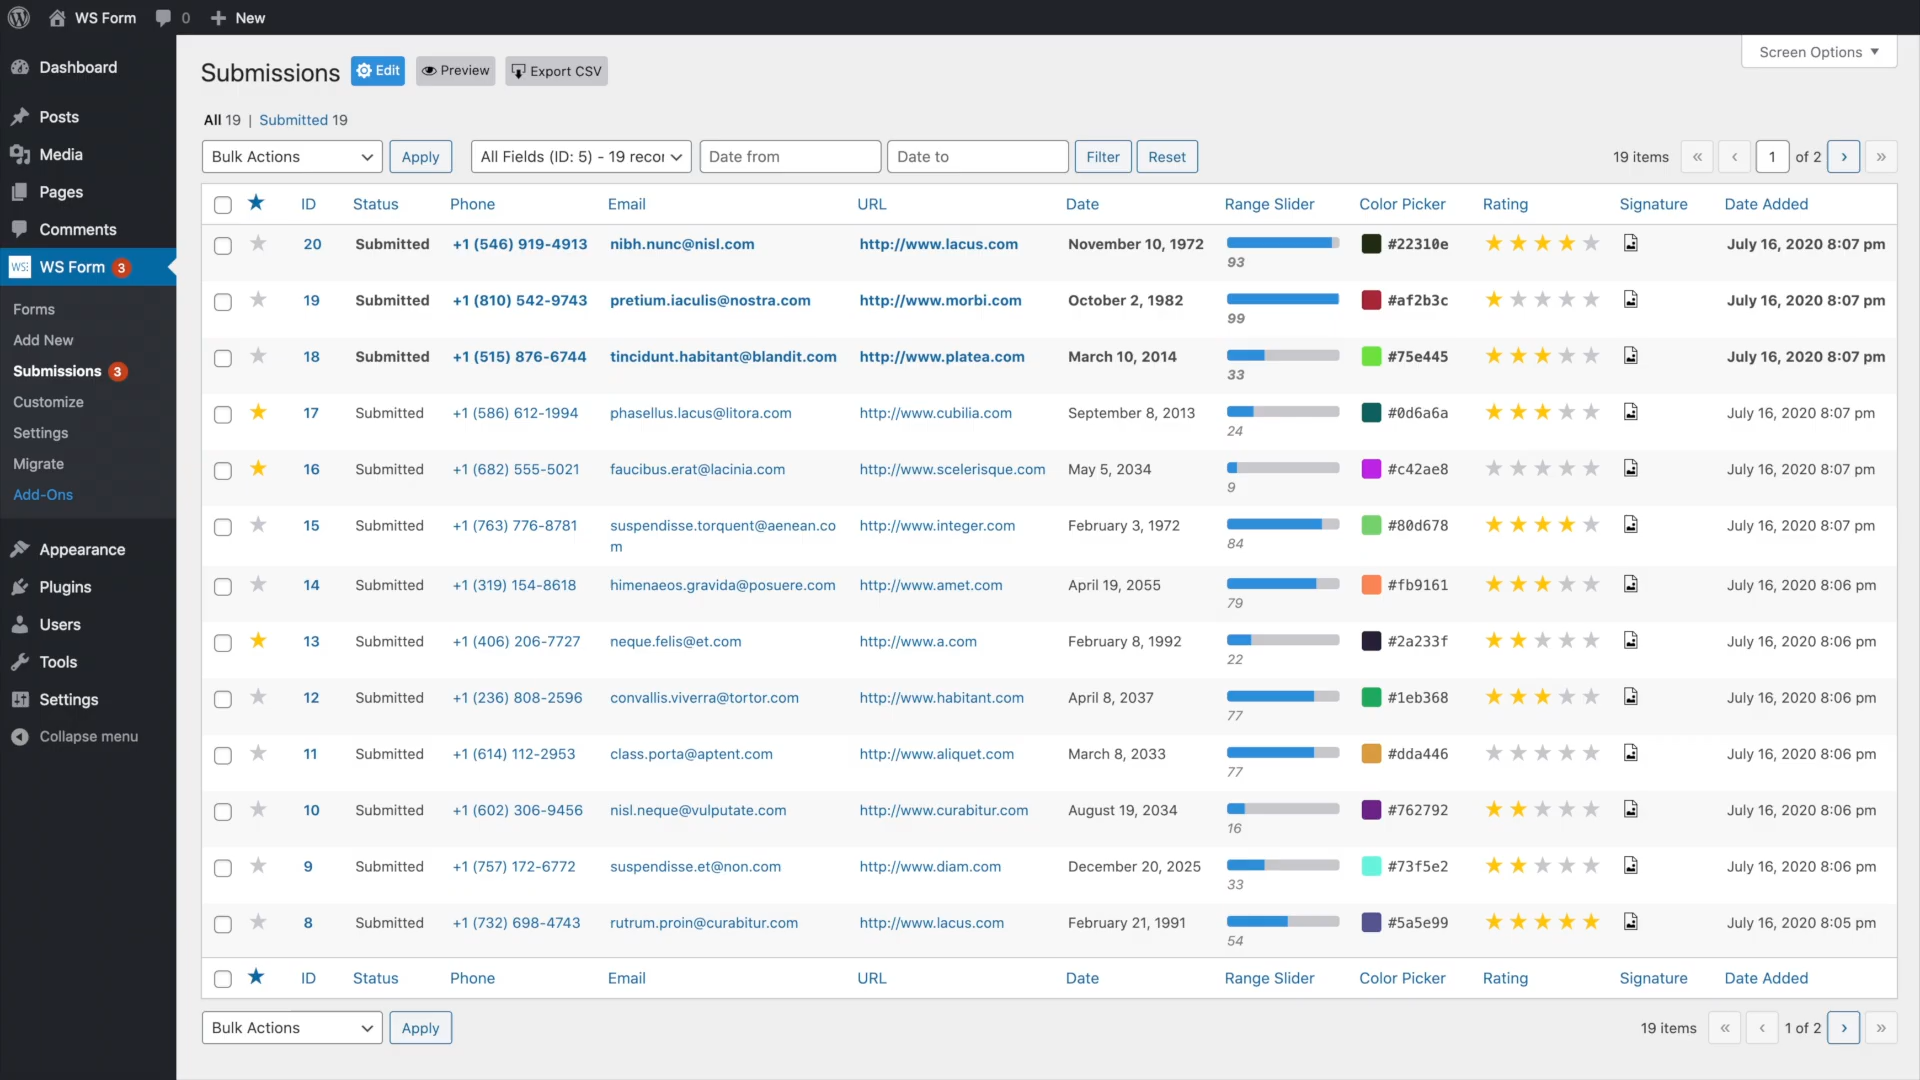 WS Form 0 New
Screen Options
Dashboard
Posts
Media
Pages
Comments
WS: WS Form 3
Forms
Add New
Submissions 3
Customize
Settings
Migrate
Add-Ons
Appearance
Plugins
Users
Tools
Settings
Collapse menu
Submissions Edit Preview Export CSV
All 19 | Submitted 19
Bulk Actions Apply All Fields (ID: 5) - 19 recor Date from Date to Filter Reset 19 items « ‹ 1 of 2 › »
ID Status Phone Email URL Date Range Slider Color Picker Rating Signature Date Added
20 Submitted +1 (546) 919-4913 nibh.nunc@nisl.com http://www.lacus.com November 10, 1972 #22310e July 16, 2020 8:07 pm
93
19 Submitted +1 (810) 542-9743 pretium.iaculis@nostra.com http://www.morbi.com October 2, 1982 #af2b3c July 16, 2020 8:07 pm
99
18 Submitted +1 (515) 876-6744 tincidunt.habitant@blandit.com http://www.platea.com March 10, 2014 #75e445 July 16, 2020 8:07 pm
33
17 Submitted +1 (586) 612-1994 phasellus.lacus@litora.com http://www.cubilia.com September 8, 2013 #0d6a6a July 16, 2020 8:07 pm
24
16 Submitted +1 (682) 555-5021 faucibus.erat@lacinia.com http://www.scelerisque.com May 5, 2034 #c42ae8 July 16, 2020 8:07 pm
9
15 Submitted +1 (763) 776-8781 suspendisse.torquent@aenean.co http://www.integer.com February 3, 1972 #80d678 July 16, 2020 8:07 pm
m 84
14 Submitted +1 (319) 154-8618 himenaeos.gravida@posuere.com http://www.amet.com April 19, 2055 #fb9161 July 16, 2020 8:06 pm
79
13 Submitted +1 (406) 206-7727 neque.felis@et.com http://www.a.com February 8, 1992 #2a233f July 16, 2020 8:06 pm
22
12 Submitted +1 (236) 808-2596 convallis.viverra@tortor.com http://www.habitant.com April 8, 2037 #1eb368 July 16, 2020 8:06 pm
77
11 Submitted +1 (614) 112-2953 class.porta@aptent.com http://www.aliquet.com March 8, 2033 #dda446 July 16, 2020 8:06 pm
77
10 Submitted +1 (602) 306-9456 nisl.neque@vulputate.com http://www.curabitur.com August 19, 2034 #762792 July 16, 2020 8:06 pm
16
9 Submitted +1 (757) 172-6772 suspendisse.et@non.com http://www.diam.com December 20, 2025 #73f5e2 July 16, 2020 8:06 pm
33
8 Submitted +1 (732) 698-4743 rutrum.proin@curabitur.com http://www.lacus.com February 21, 1991 #5a5e99 July 16, 2020 8:05 pm
54
ID Status Phone Email URL Date Range Slider Color Picker Rating Signature Date Added
Bulk Actions Apply 19 items « ‹ 1 of 2 › »